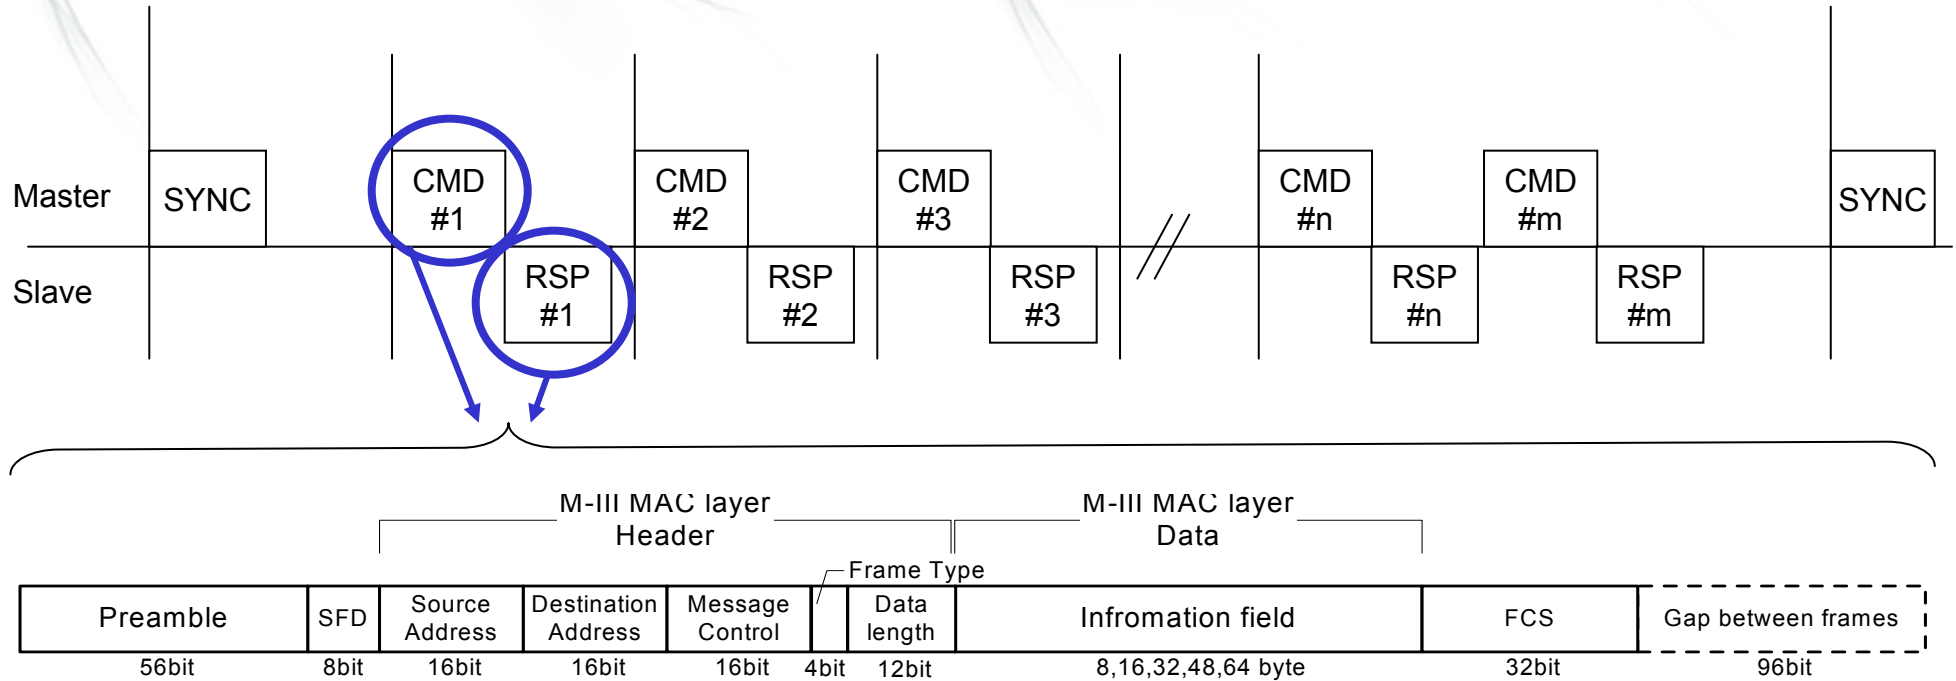 Master
SYNC
CMD
#1
CMD
#2
CMD
#3
CMD
#n
CMD
#m
SYNC
Slave
RSP
#1
RSP
#2
RSP
#3
RSP
#n
RSP
#m
M-III MAC layer
Header
M-III MAC layer
Data
Frame Type
Preamble
SFD
Source
Address
Destination
Address
Message
Control
Data
length
Infromation field
FCS
Gap between frames
56bit
8bit
16bit
16bit
16bit
4bit
12bit
8,16,32,48,64 byte
32bit
96bit